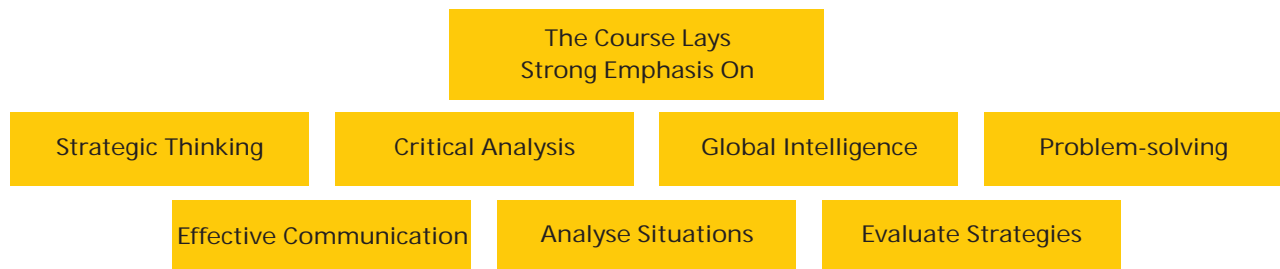 The Course Lays
Strong Emphasis On
Strategic Thinking
Critical Analysis
Global Intelligence
Problem-solving
Effective Communication
Analyse Situations
Evaluate Strategies